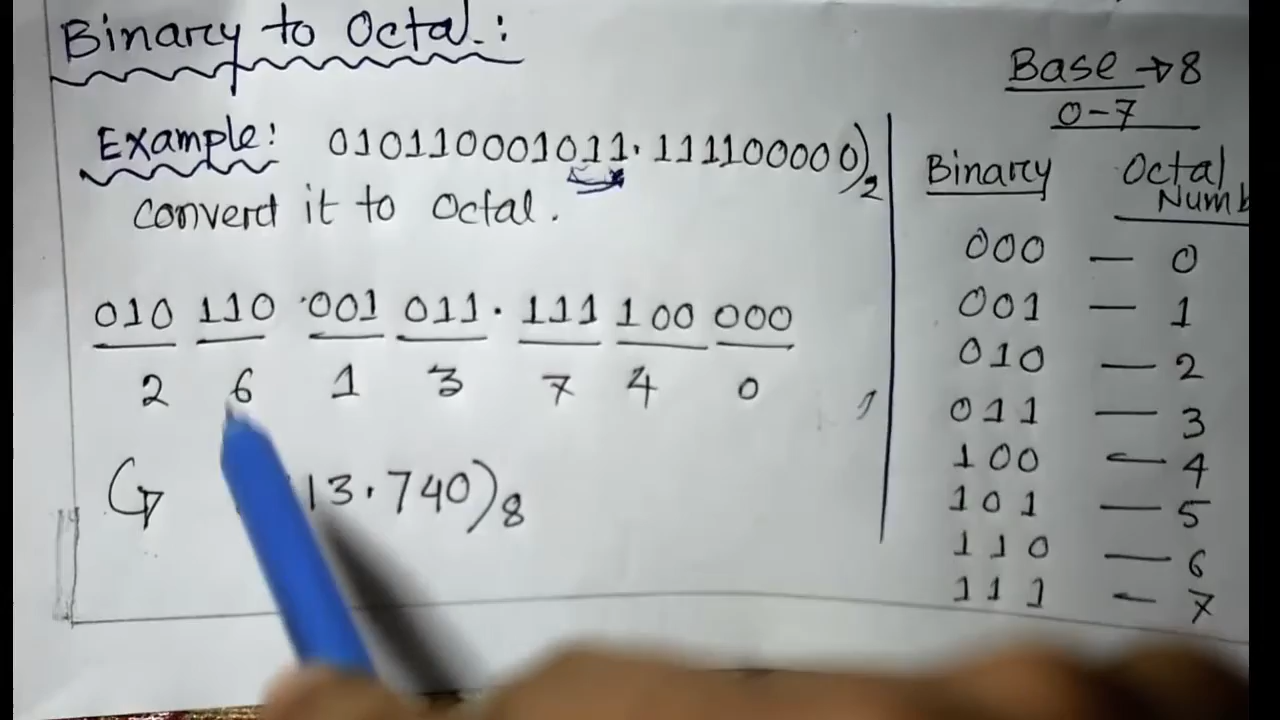 Binary to Octal :
Example: 010110001011.111100000)2
convert it to Octal.
010 110 001 011 . 111 100 000
2 6 1 3 7 4 0
13.740)8
Base → 8
0-7
Binary Octal
000 — 0
001 — 1
010 — 2
011 — 3
100 — 4
101 — 5
110 — 6
111 — 7